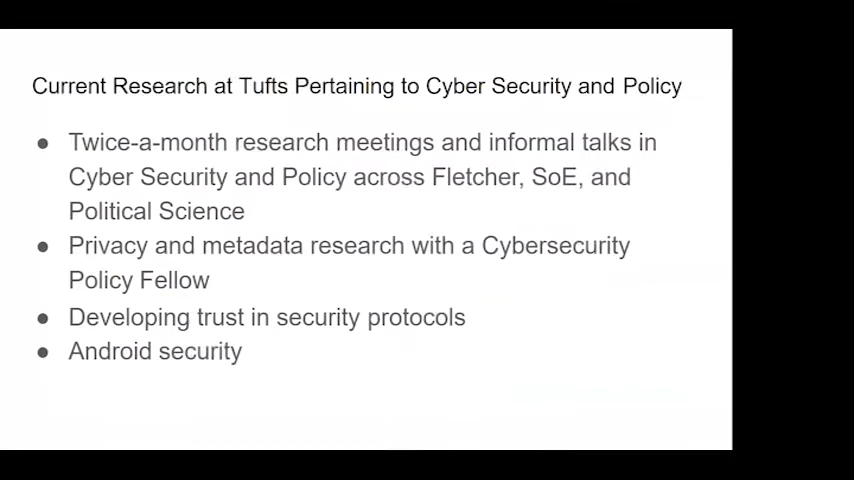 Current Research at Tufts Pertaining to Cyber Security and Policy
● Twice-a-month research meetings and informal talks in
Cyber Security and Policy across Fletcher, SoE, and
Political Science
● Privacy and metadata research with a Cybersecurity
Policy Fellow
● Developing trust in security protocols
● Android security